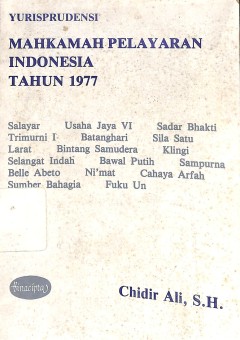 YURISPRUDENSI
MAHKAMAH PELAYARAN
INDONESIA
TAHUN 1977
Salayar Usaha Jaya VI Sadar Bhakti
Trimurni I Batanghari Sila Satu
Larat Bintang Samudera Klingi
Selangat Indah Bawal Putih Sampurna
Belle Abeto Ni'mat Cahaya Arfah
Sumber Bahagia Fuku Un
Binacipta
Chidir Ali, S.H.